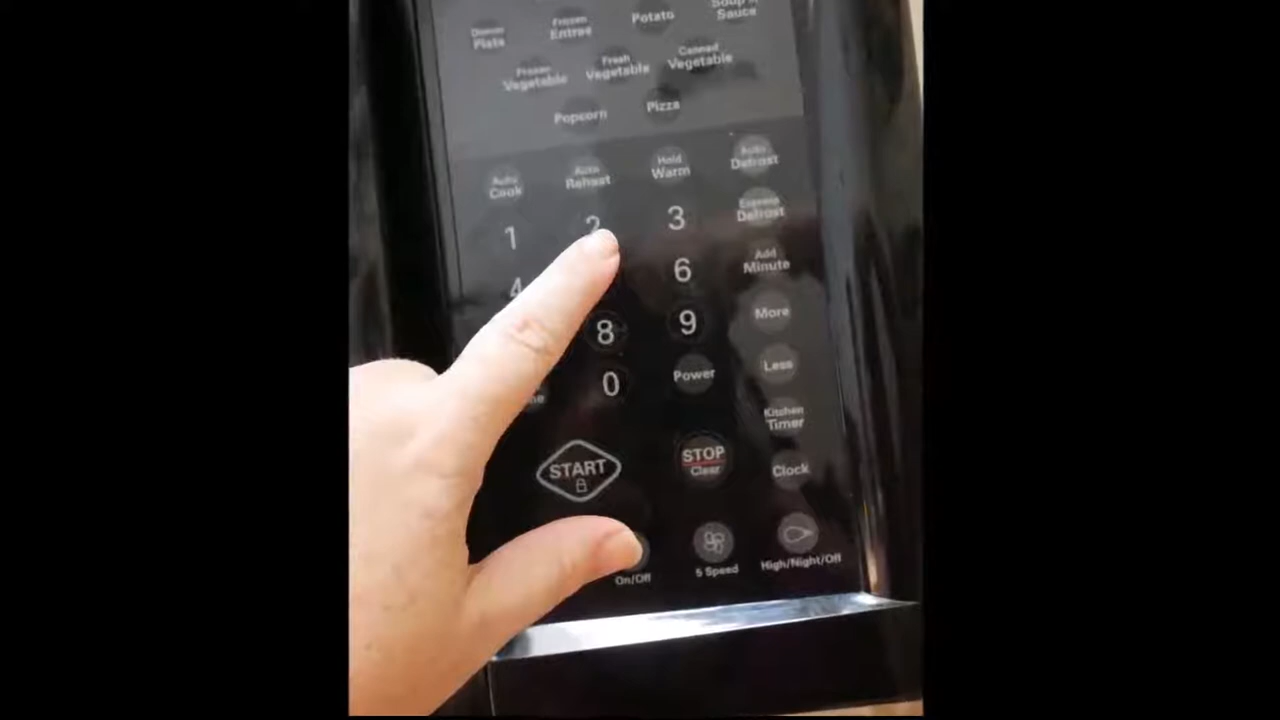 Dinner
Plate
Frozen
Entree
Potato
Soup n
Sauce
Frozen
Vegetable
Fresh
Vegetable
Canned
Vegetable
Popcorn
Pizza
Auto
Cook
Auto
Reheat
Hold
Warm
Auto
Defrost
1
2
3
Express
Defrost
4
6
Add
Minute
8
9
More
0
Power
Less
Kitchen
Timer
START
STOP
Clear
Clock
On/Off
5 Speed
High/Night/Off